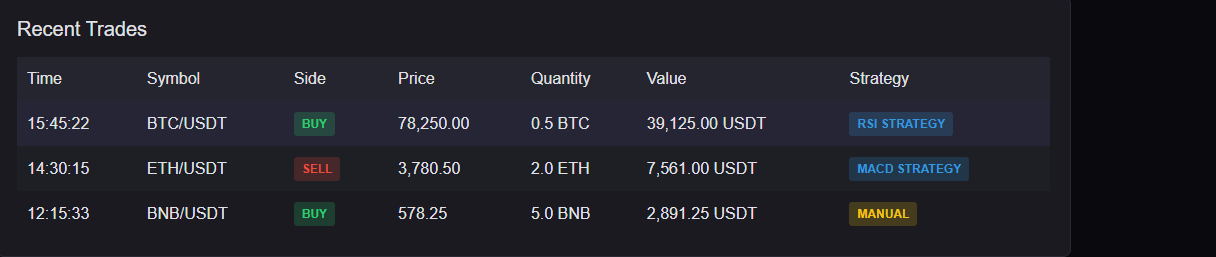 Recent Trades
Time Symbol Side Price Quantity Value Strategy
15:45:22 BTC/USDT BUY 78,250.00 0.5 BTC 39,125.00 USDT RSI STRATEGY
14:30:15 ETH/USDT SELL 3,780.50 2.0 ETH 7,561.00 USDT MACD STRATEGY
12:15:33 BNB/USDT BUY 578.25 5.0 BNB 2,891.25 USDT MANUAL